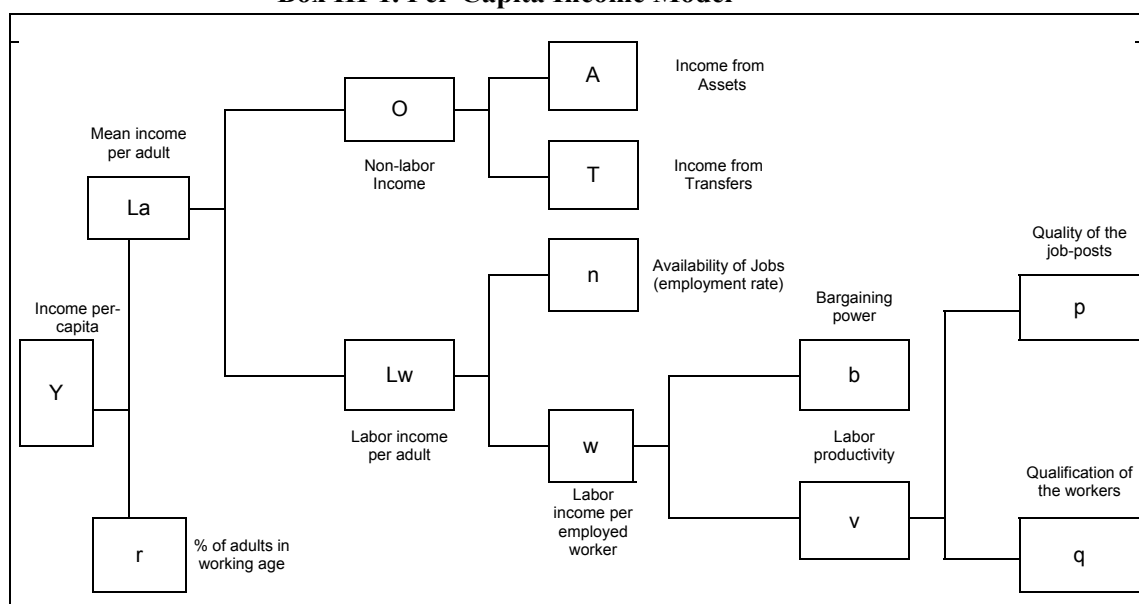 Box III-1. Per-Capita Income Model
A
Income from
Assets
O
Non-labor
Income
T
Income from
Transfers
Mean income
per adult
La
n
Availability of Jobs
(employment rate)
Quality of the
job-posts
p
Income per-
capita
Y
Bargaining
power
b
Lw
Labor income
per adult
w
Labor
income per
employed
worker
Labor
productivity
v
Qualification of
the workers
q
r
% of adults in
working age